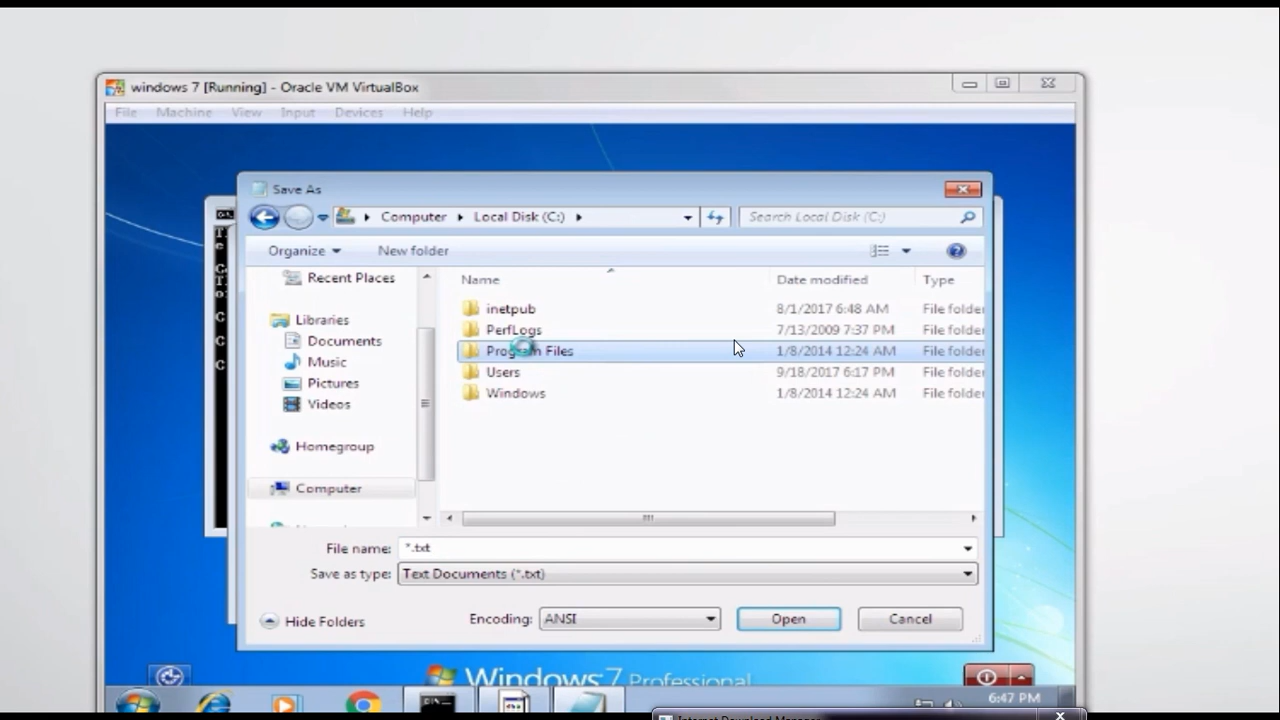 windows 7 [Running] - Oracle VM VirtualBox
File Machine View Input Devices Help
Save As
Computer Local Disk (C:)
Search Local Disk (C:)
Organize New folder
Name Date modified Type
Recent Places
Libraries
Documents
Music
Pictures
Videos
Homegroup
Computer
inetpub 8/1/2017 6:48 AM File folder
PerfLogs 7/13/2009 7:37 PM File folder
Program Files 1/8/2014 12:24 AM File folder
Users 9/18/2017 6:17 PM File folder
Windows 1/8/2014 12:24 AM File folder
File name: *.txt
Save as type: Text Documents (*.txt)
Hide Folders
Encoding: ANSI
Open Cancel
Windows 7 Professional
6:47 PM
Internet Download Manager